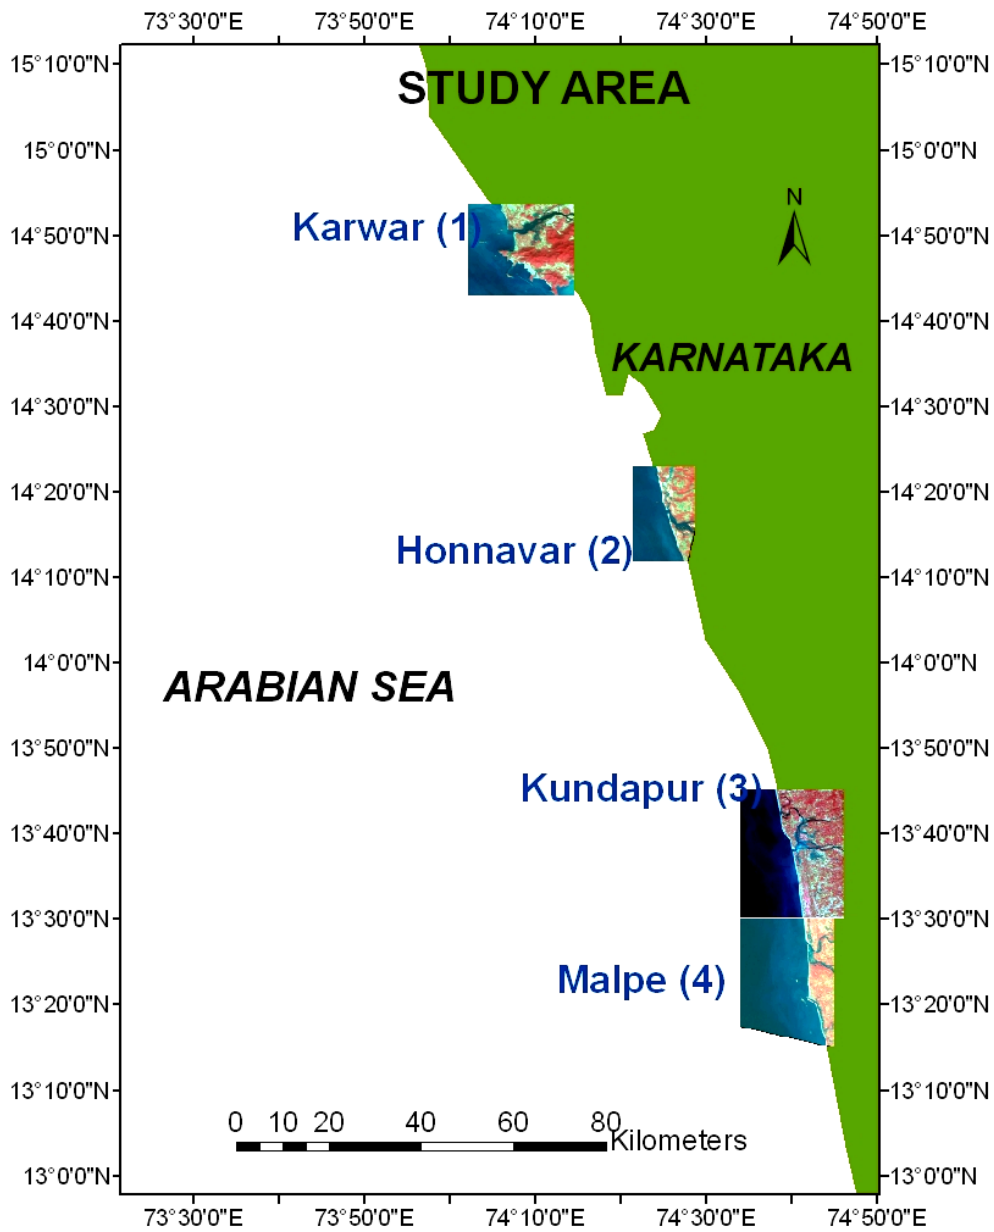 73°30'0"E 73°50'0"E 74°10'0"E 74°30'0"E 74°50'0"E
15°10'0"N 15°10'0"N
STUDY AREA
15°0'0"N 15°0'0"N
N
Karwar (1)
14°50'0"N 14°50'0"N
14°40'0"N 14°40'0"N
KARNATAKA
14°30'0"N 14°30'0"N
14°20'0"N 14°20'0"N
Honnavar (2)
14°10'0"N 14°10'0"N
14°0'0"N 14°0'0"N
ARABIAN SEA
13°50'0"N 13°50'0"N
Kundapur (3)
13°40'0"N 13°40'0"N
13°30'0"N 13°30'0"N
Malpe (4)
13°20'0"N 13°20'0"N
13°10'0"N 13°10'0"N
0 10 20 40 60 80
Kilometers
13°0'0"N 13°0'0"N
73°30'0"E 73°50'0"E 74°10'0"E 74°30'0"E 74°50'0"E